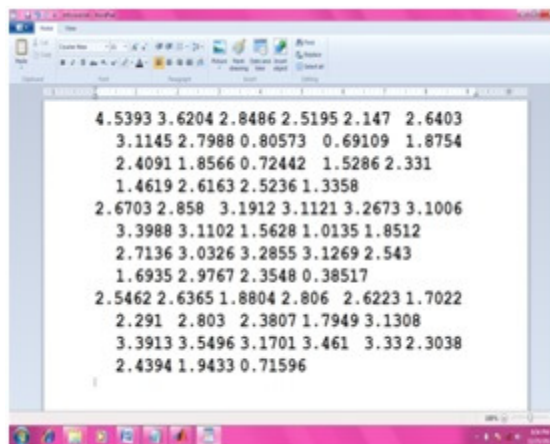 Home
View
Paragraph
Insert
4.5393 3.6204 2.8486 2.5195 2.147 2.6403
3.1145 2.7988 0.80573 0.69109 1.8754
2.4091 1.8566 0.72442 1.5286 2.331
1.4619 2.6163 2.5236 1.3358
2.6703 2.858 3.1912 3.1121 3.2673 3.1006
3.3988 3.1102 1.5628 1.0135 1.8512
2.7136 3.0326 3.2855 3.1269 2.543
1.6935 2.9767 2.3548 0.38517
2.5462 2.6365 1.8804 2.806 2.6223 1.7022
2.291 2.803 2.3807 1.7949 3.1308
3.3913 3.5496 3.1701 3.461 3.33 2.3038
2.4394 1.9433 0.71596